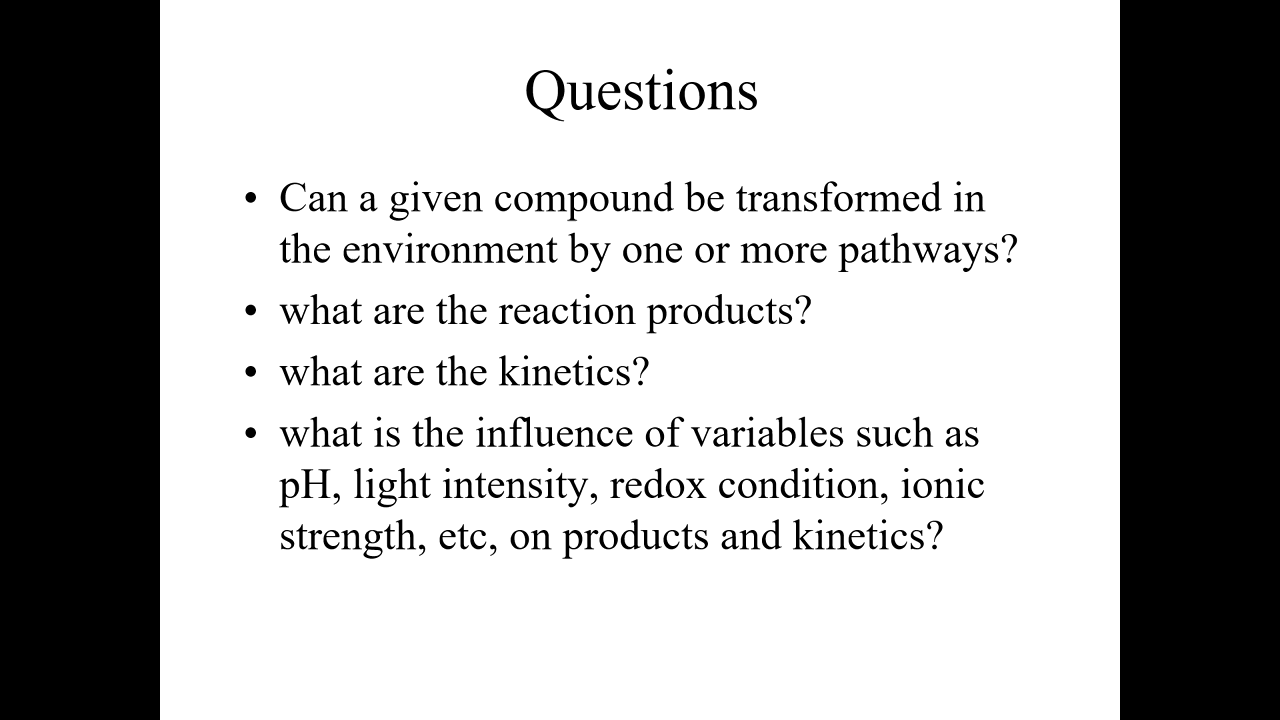 Questions
• Can a given compound be transformed in
the environment by one or more pathways?
• what are the reaction products?
• what are the kinetics?
• what is the influence of variables such as
pH, light intensity, redox condition, ionic
strength, etc, on products and kinetics?